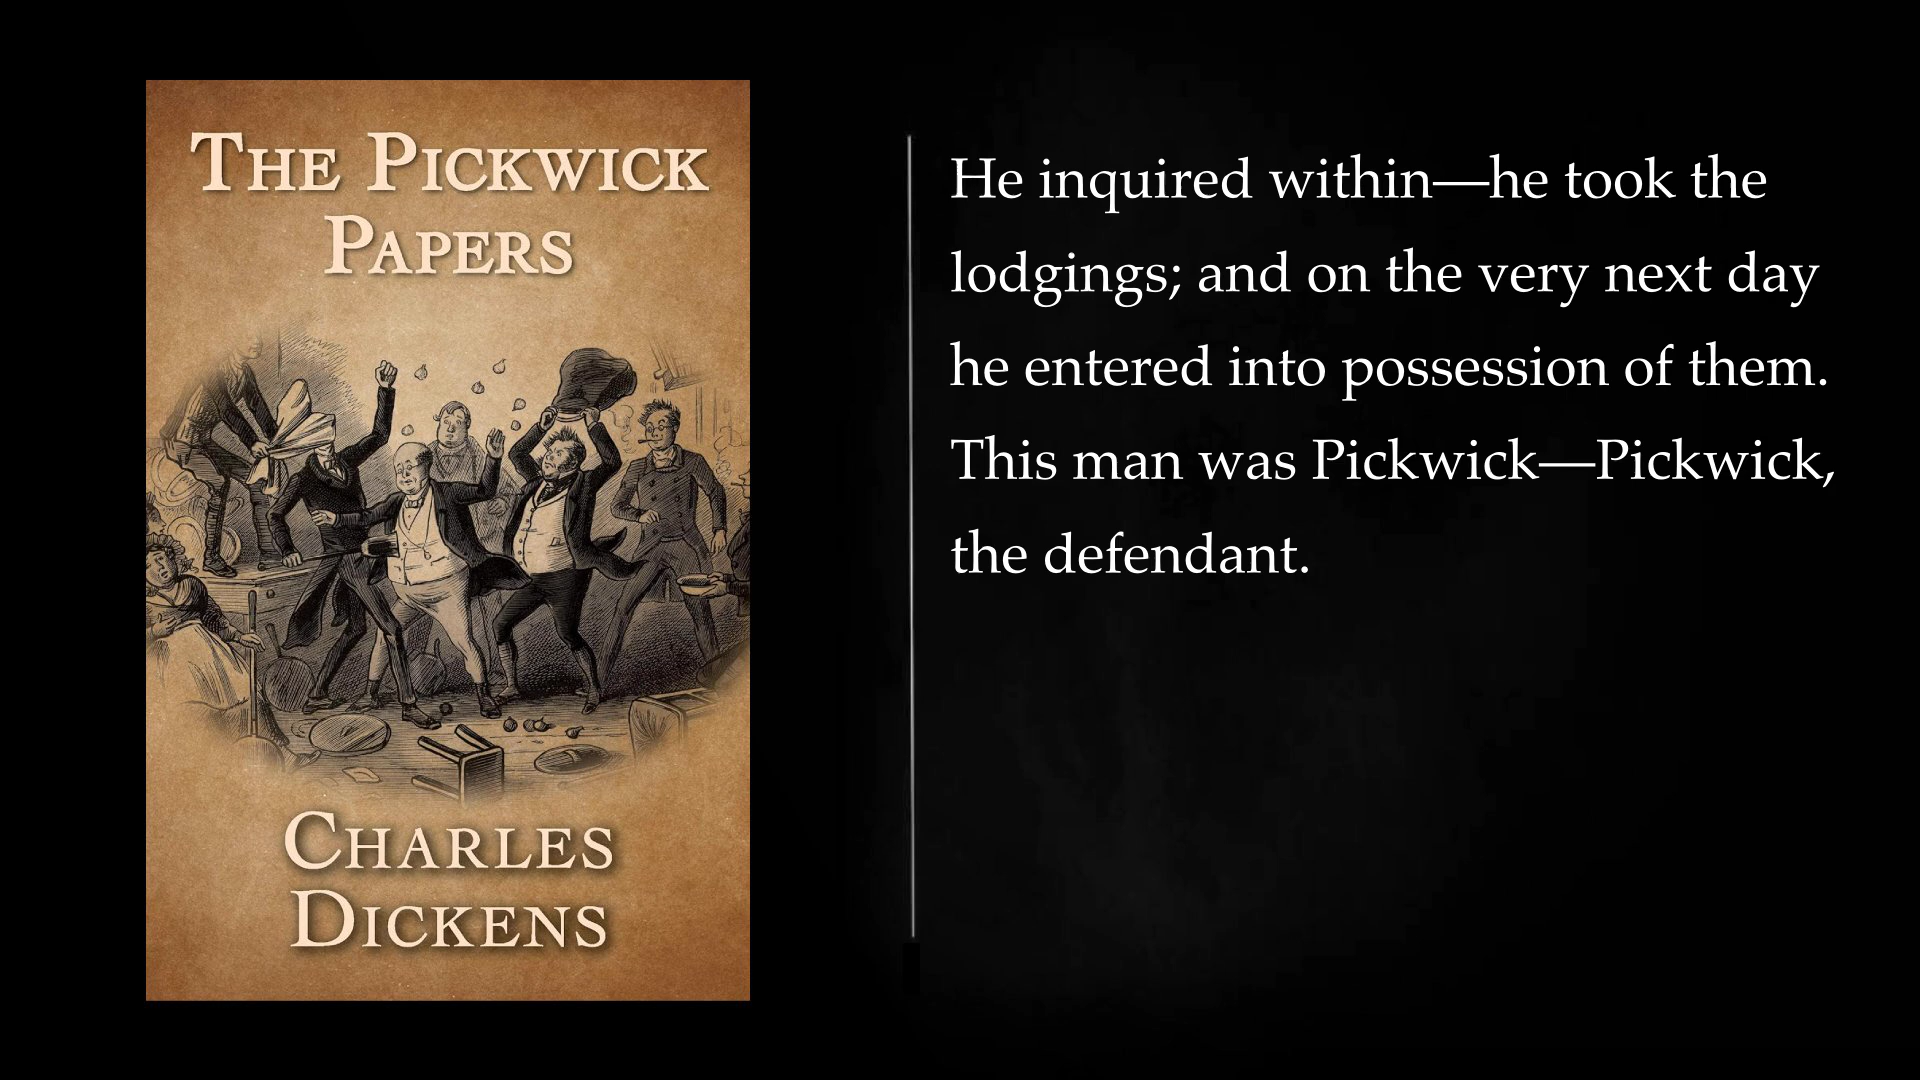 The Pickwick
Papers
Charles
Dickens
He inquired within—he took the
lodgings; and on the very next day
he entered into possession of them.
This man was Pickwick—Pickwick,
the defendant.